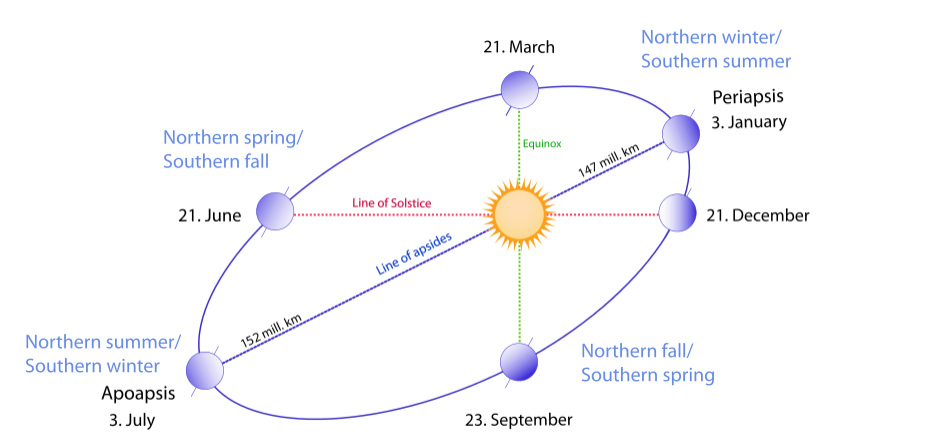 Northern winter/
Southern summer
21. March
Periapsis
3. January
Northern spring/
Southern fall
Equinox
147 mill. km
21. June
Line of Solstice
21. December
Line of apsides
152 mill. km
Northern summer/
Southern winter
Apoapsis
3. July
Northern fall/
Southern spring
23. September